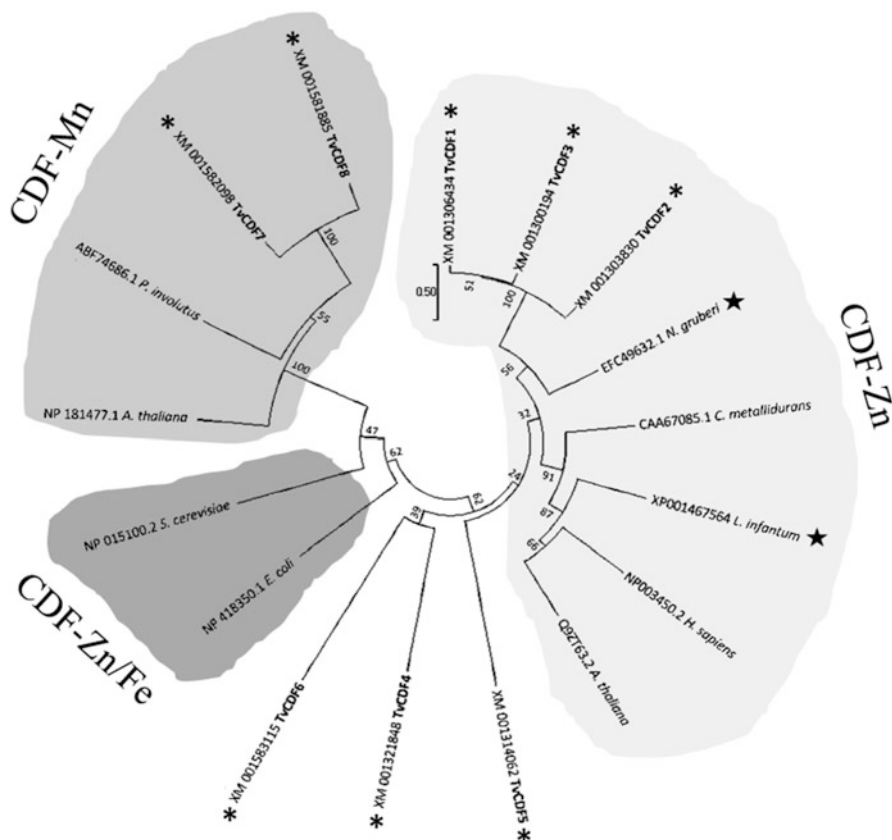 CDF-Mn
* XM 001581885 TvCDF8
* XM 001582098 TvCDF7
ABF74686.1 P. involutus
NP 181477.1 A. thaliana
100
55
100
CDF-Zn
XM 001306434 TvCDF1 *
XM 001300194 TvCDF3 *
XM 001303830 TvCDF2 *
EFC49632.1 N. gruberi ★
CAA67085.1 C. metallidurans
XP001467564 L. infantum ★
NP003450.2 H. sapiens
Q9ZT63.2 A. thaliana
0.50
51
100
56
32
91
87
66
24
47
62
62
39
CDF-Zn/Fe
NP 015100.2 S. cerevisiae
NP 418350.1 E. coli
* XM 001583115 TvCDF6
* XM 001321848 TvCDF4
XM 001314062 TvCDF5 *